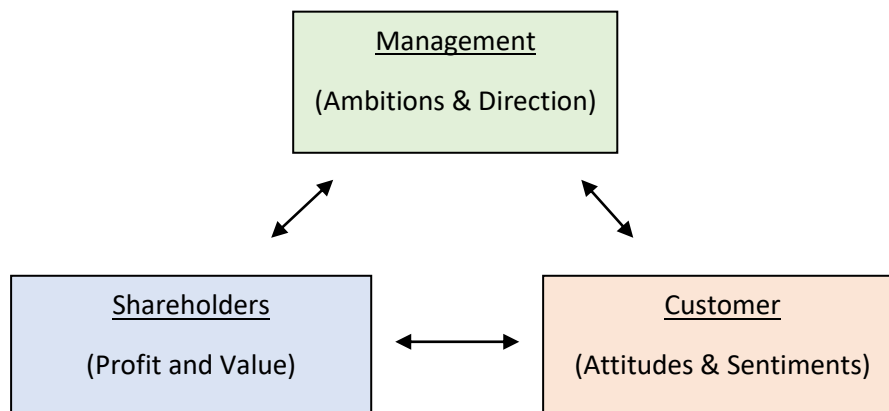 Management
(Ambitions & Direction)
Shareholders
(Profit and Value)
Customer
(Attitudes & Sentiments)